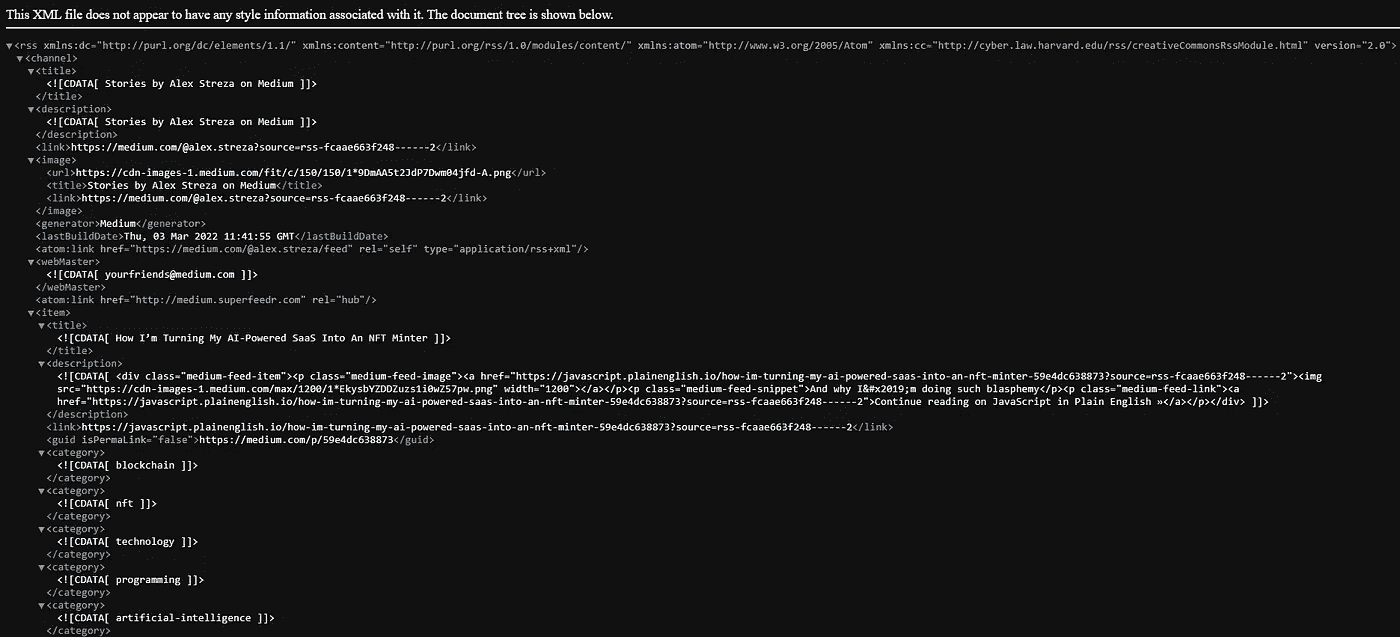 This XML file does not appear to have any style information associated with it. The document tree is shown below.
▼<rss xmlns:dc="http://purl.org/dc/elements/1.1/" xmlns:content="http://purl.org/rss/1.0/modules/content/" xmlns:atom="http://www.w3.org/2005/Atom" xmlns:cc="http://cyber.law.harvard.edu/rss/creativeCommonsRssModule.html" version="2.0">
▼<channel>
▼<title>
<![CDATA[ Stories by Alex Streza on Medium ]]>
</title>
▼<description>
<![CDATA[ Stories by Alex Streza on Medium ]]>
</description>
<link>https://medium.com/@alex.streza?source=rss-fcaae663f248------2</link>
▼<image>
<url>https://cdn-images-1.medium.com/fit/c/150/150/1*9DmAA5t2JdP7Dwm04jfd-A.png</url>
<title>Stories by Alex Streza on Medium</title>
<link>https://medium.com/@alex.streza?source=rss-fcaae663f248------2</link>
</image>
<generator>Medium</generator>
<lastBuildDate>Thu, 03 Mar 2022 11:41:55 GMT</lastBuildDate>
<atom:link href="https://medium.com/@alex.streza/feed" rel="self" type="application/rss+xml"/>
▼<webMaster>
<![CDATA[ yourfriends@medium.com ]]>
</webMaster>
<atom:link href="http://medium.superfeedr.com" rel="hub"/>
▼<item>
▼<title>
<![CDATA[ How I’m Turning My AI-Powered SaaS Into An NFT Minter ]]>
</title>
▼<description>
<![CDATA[ <div class="medium-feed-item"><p class="medium-feed-image"><a href="https://javascript.plainenglish.io/how-im-turning-my-ai-powered-saas-into-an-nft-minter-59e4dc638873?source=rss-fcaae663f248------2"><img
src="https://cdn-images-1.medium.com/max/1200/1*EkysbYZDDZuzs1i0wZ57pw.png" width="1200"></a></p><p class="medium-feed-snippet">And why I&#x2019;m doing such blasphemy</p><p class="medium-feed-link"><a
href="https://javascript.plainenglish.io/how-im-turning-my-ai-powered-saas-into-an-nft-minter-59e4dc638873?source=rss-fcaae663f248------2">Continue reading on JavaScript in Plain English »</a></p></div> ]]>
</description>
<link>https://javascript.plainenglish.io/how-im-turning-my-ai-powered-saas-into-an-nft-minter-59e4dc638873?source=rss-fcaae663f248------2</link>
<guid isPermaLink="false">https://medium.com/p/59e4dc638873</guid>
▼<category>
<![CDATA[ blockchain ]]>
</category>
▼<category>
<![CDATA[ nft ]]>
</category>
▼<category>
<![CDATA[ technology ]]>
</category>
▼<category>
<![CDATA[ programming ]]>
</category>
▼<category>
<![CDATA[ artificial-intelligence ]]>
</category>